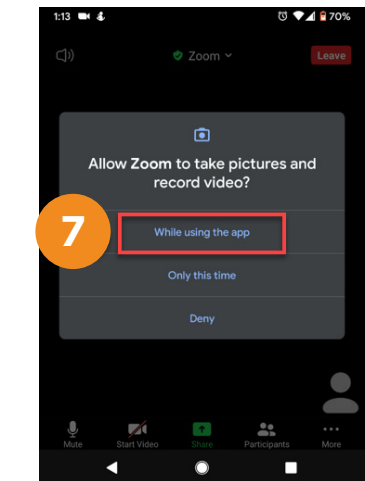 1:13 70%
Zoom Leave
Allow Zoom to take pictures and
record video?
7
While using the app
Only this time
Deny
Mute Start Video Share Participants More